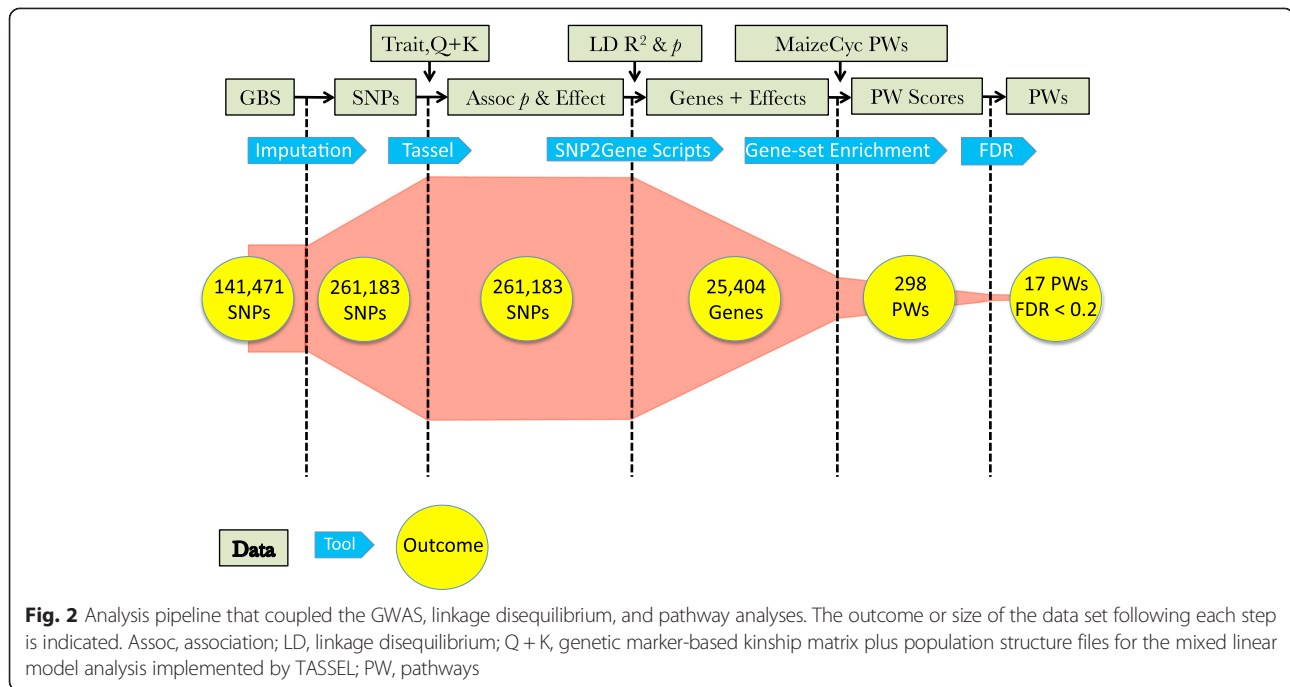 Trait,Q+K
LD R² & p
MaizeCyc PWs
GBS
SNPs
Assoc p & Effect
Genes + Effects
PW Scores
PWs
Imputation
Tassel
SNP2Gene Scripts
Gene-set Enrichment
FDR
141,471
SNPs
261,183
SNPs
261,183
SNPs
25,404
Genes
298
PWs
17 PWs
FDR < 0.2
Data
Tool
Outcome
Fig. 2 Analysis pipeline that coupled the GWAS, linkage disequilibrium, and pathway analyses. The outcome or size of the data set following each step
is indicated. Assoc, association; LD, linkage disequilibrium; Q + K, genetic marker-based kinship matrix plus population structure files for the mixed linear
model analysis implemented by TASSEL; PW, pathways